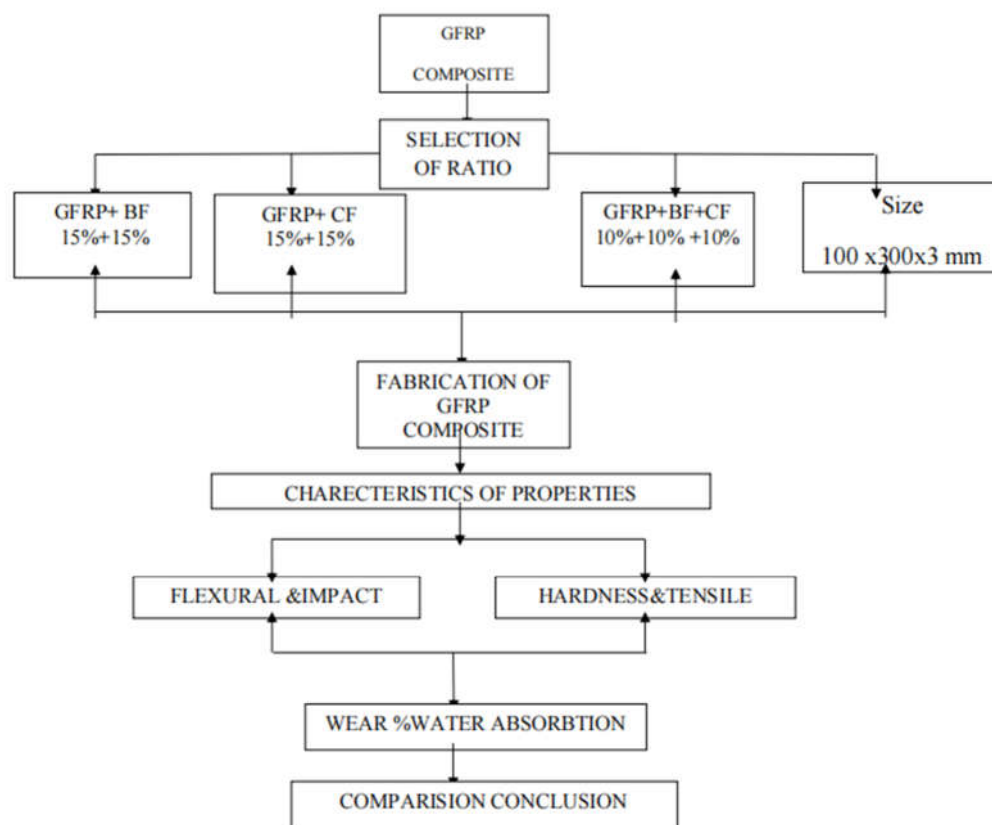 GFRP
COMPOSITE
SELECTION
OF RATIO
GFRP+ BF
15%+15%
GFRP+ CF
15%+15%
GFRP+BF+CF
10%+10% +10%
Size
100 x300x3 mm
FABRICATION OF
GFRP
COMPOSITE
CHARECTERISTICS OF PROPERTIES
FLEXURAL &IMPACT
HARDNESS&TENSILE
WEAR %WATER ABSORBTION
COMPARISION CONCLUSION